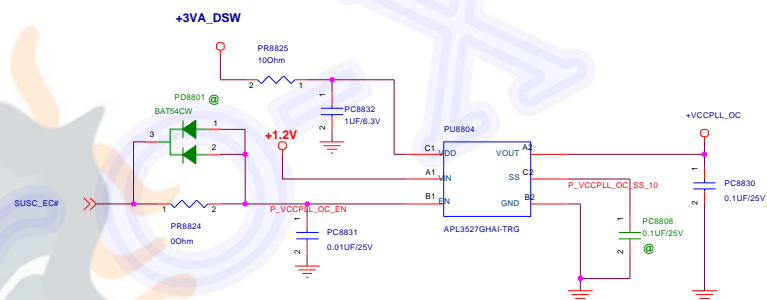 +3VA_DSW
PR8825
10Ohm
2 1
PD8801 @
BAT54CW
1
3
2
1
PC8832
1UF/6.3V
2
+1.2V
PU8804
C1 VDD VOUT A2
A1 VIN SS C2
B1 EN GND B2
APL3527GHAI-TRG
+VCCPLL_OC
P_VCCPLL_OC_SS_10
1
PC8830
0.1UF/25V
2
SUSC_EC#
1 2
PR8824
0Ohm
P_VCCPLL_OC_EN
1
PC8831
0.01UF/25V
2
1
PC8808
0.1UF/25V
2 @